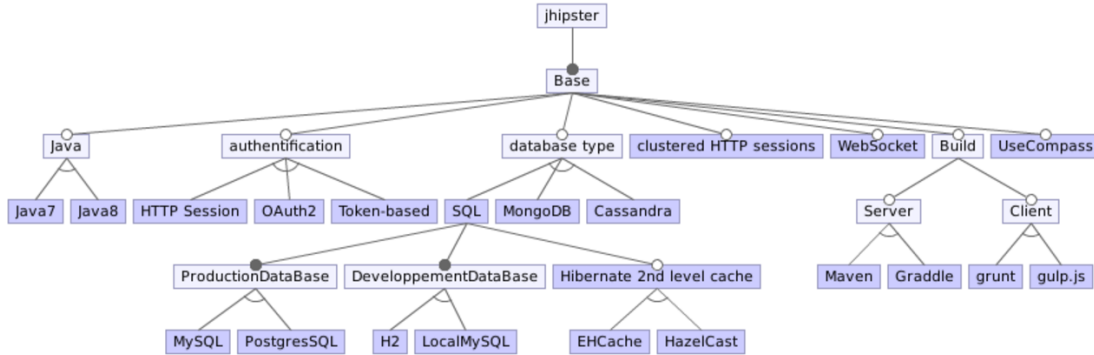 jhipster
Base
Java
authentification
database type
clustered HTTP sessions
WebSocket
Build
UseCompass
Java7
Java8
HTTP Session
OAuth2
Token-based
SQL
MongoDB
Cassandra
Server
Client
ProductionDataBase
DeveloppementDataBase
Hibernate 2nd level cache
Maven
Graddle
grunt
gulp.js
MySQL
PostgresSQL
H2
LocalMySQL
EHCache
HazelCast